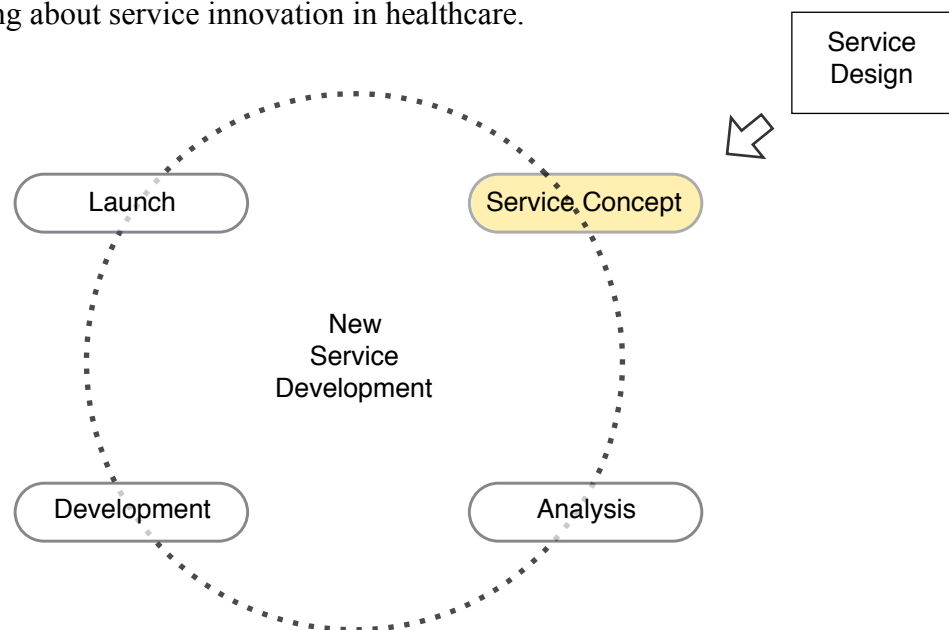 ng about service innovation in healthcare.
Service
Design
Launch
Service Concept
New
Service
Development
Development
Analysis